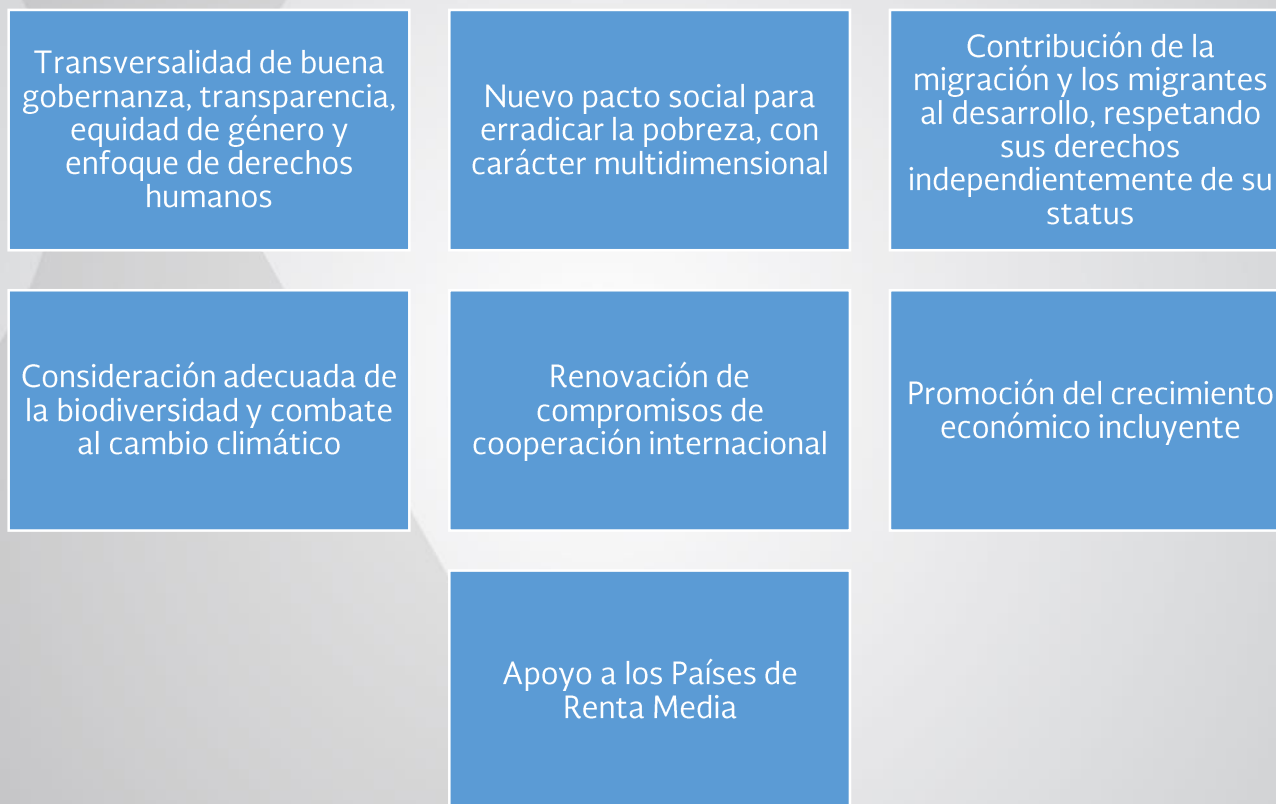 Transversalidad de buena
gobernanza, transparencia,
equidad de género y
enfoque de derechos
humanos
Nuevo pacto social para
erradicar la pobreza, con
carácter multidimensional
Contribución de la
migración y los migrantes
al desarrollo, respetando
sus derechos
independientemente de su
status
Consideración adecuada de
la biodiversidad y combate
al cambio climático
Renovación de
compromisos de
cooperación internacional
Promoción del crecimiento
económico incluyente
Apoyo a los Países de
Renta Media